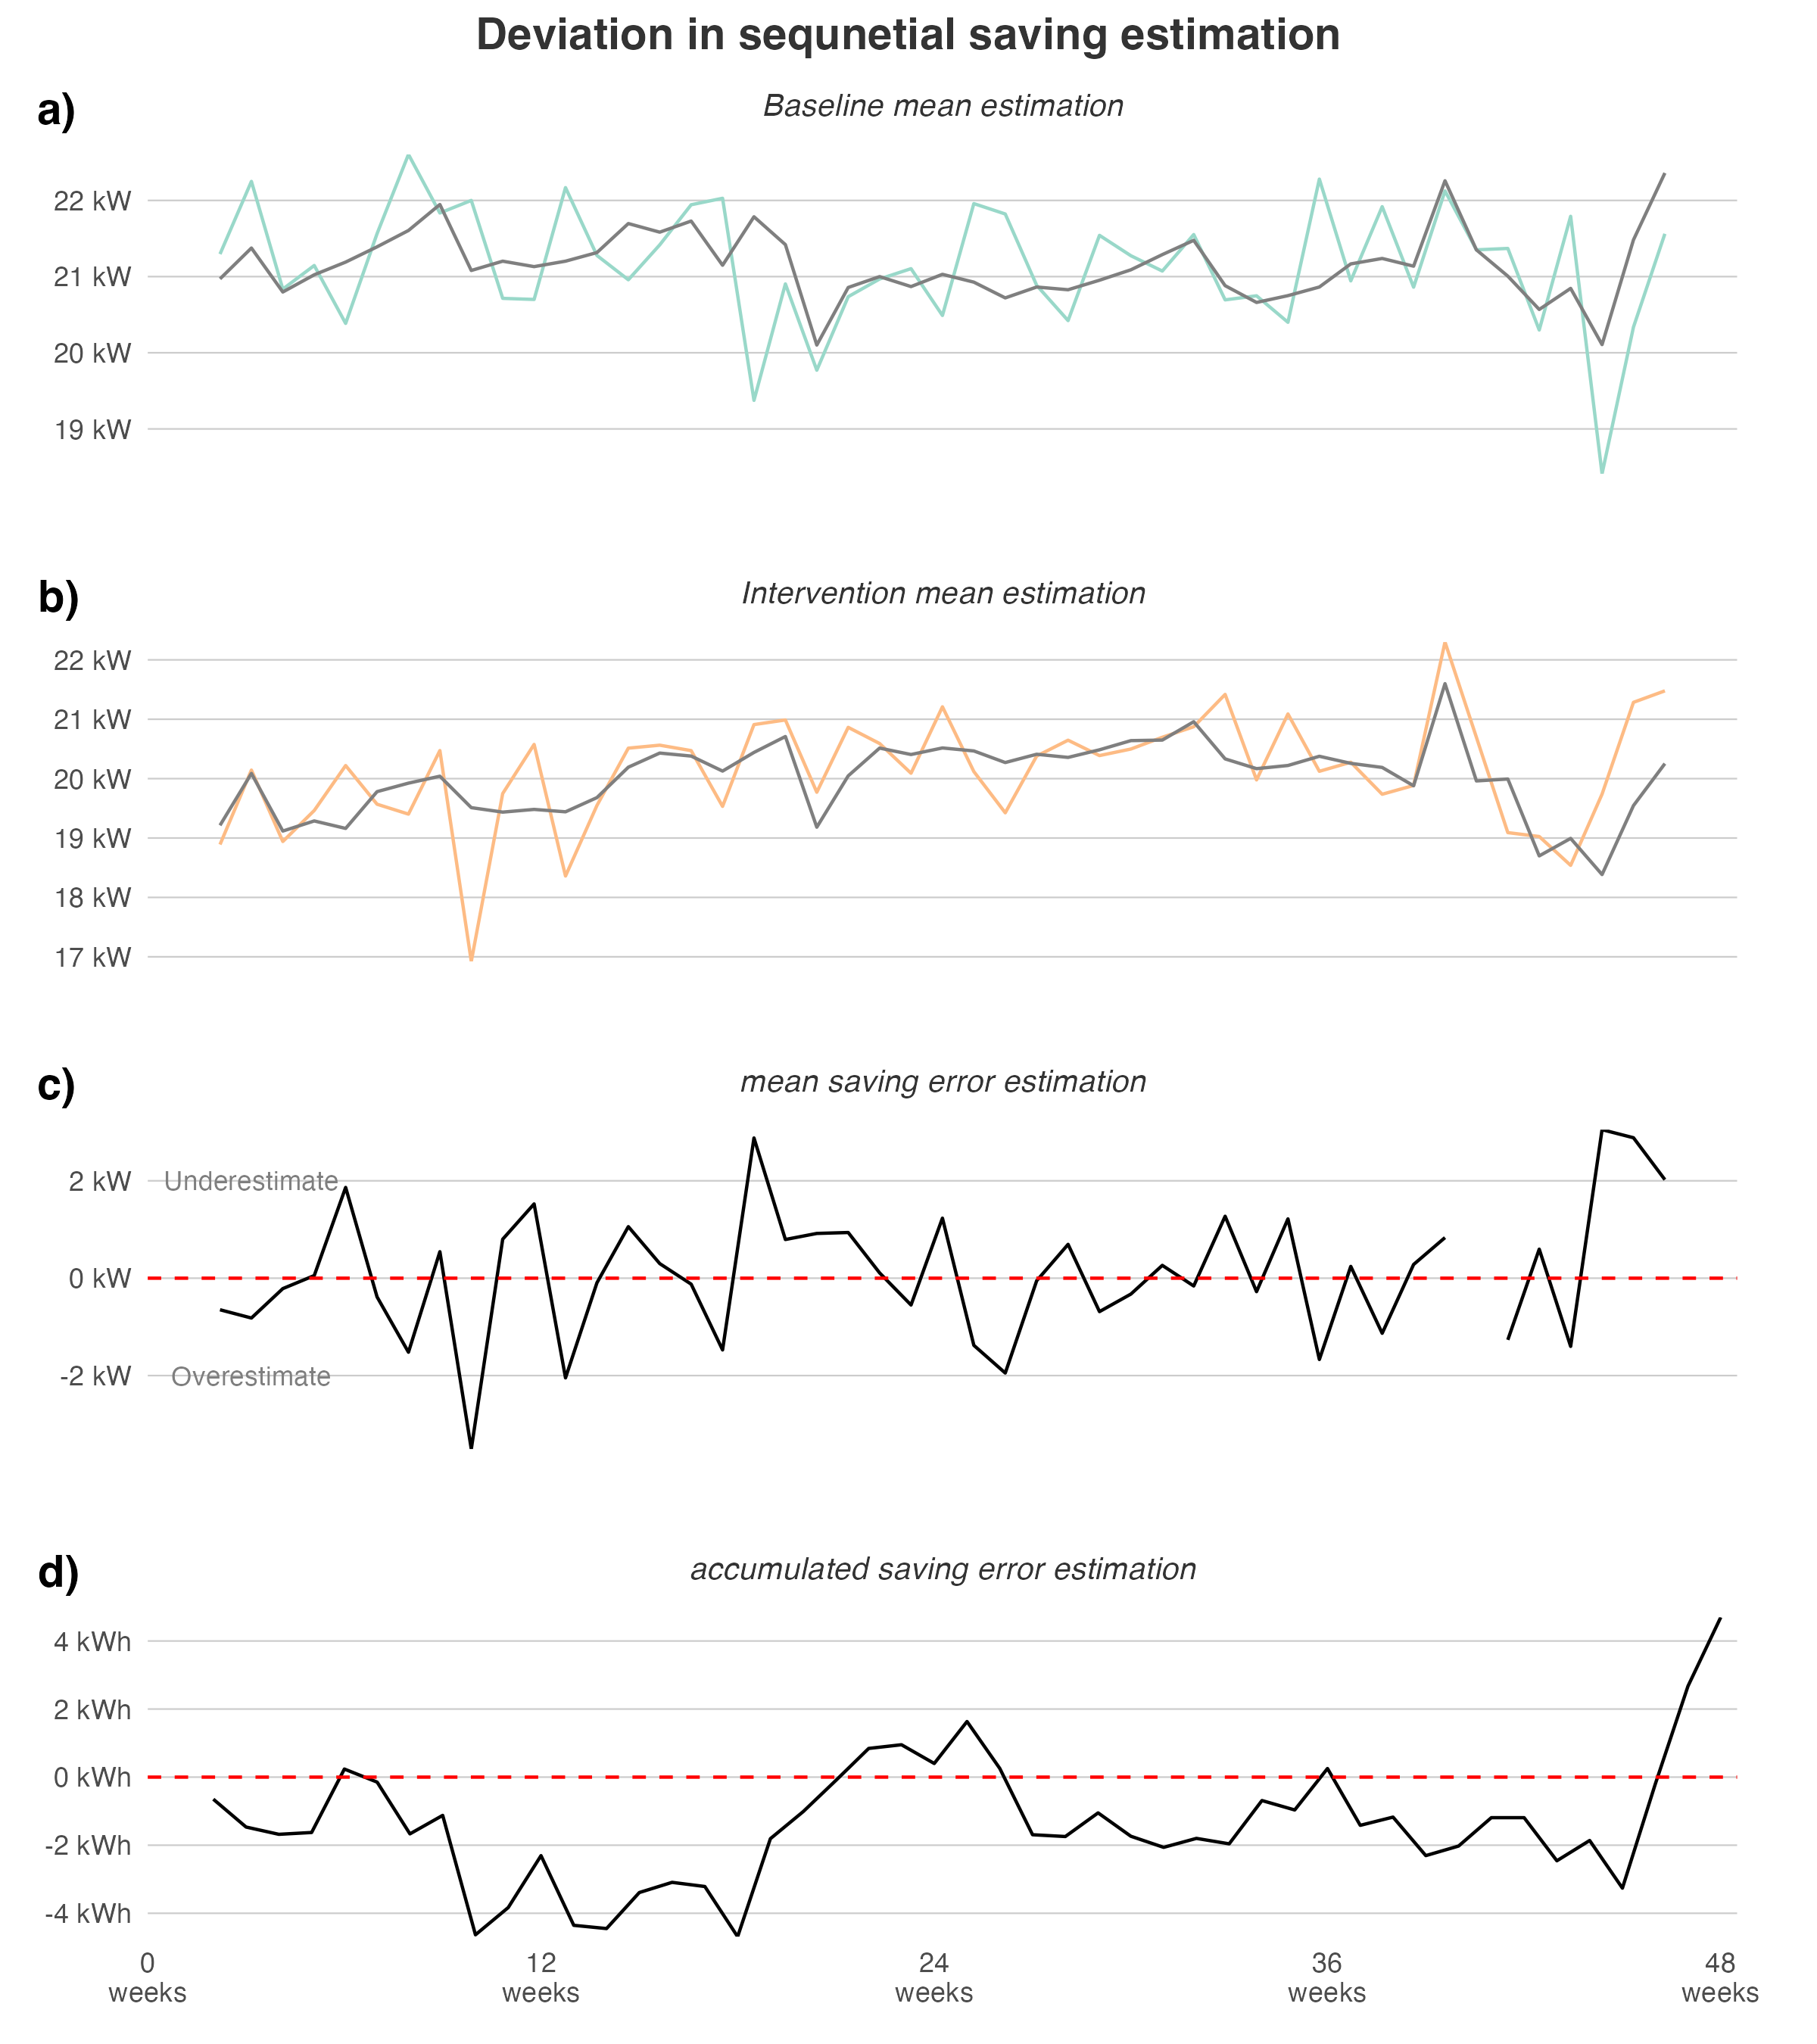 Deviation in sequnetial saving estimation
a)
Baseline mean estimation
22 kW
21 kW
20 kW
19 kW
b)
Intervention mean estimation
22 kW
21 kW
20 kW
19 kW
18 kW
17 kW
c)
mean saving error estimation
2 kW
Underestimate
0 kW
-2 kW
Overestimate
d)
accumulated saving error estimation
4 kWh
2 kWh
0 kWh
-2 kWh
-4 kWh
0 12 24 36 48
weeks weeks weeks weeks weeks